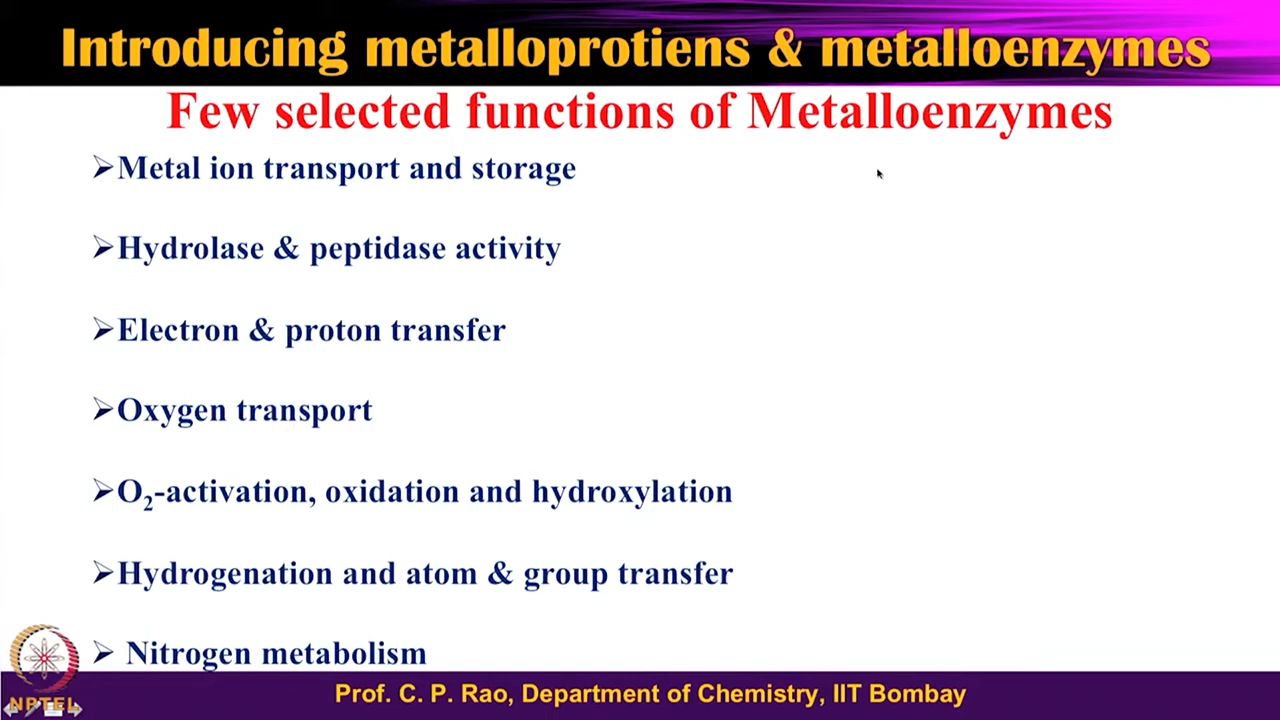 Introducing metalloprotiens & metalloenzymes
Few selected functions of Metalloenzymes
➢Metal ion transport and storage
➢Hydrolase & peptidase activity
➢Electron & proton transfer
➢Oxygen transport
➢O₂-activation, oxidation and hydroxylation
➢Hydrogenation and atom & group transfer
➢ Nitrogen metabolism
NPTEL
Prof. C. P. Rao, Department of Chemistry, IIT Bombay